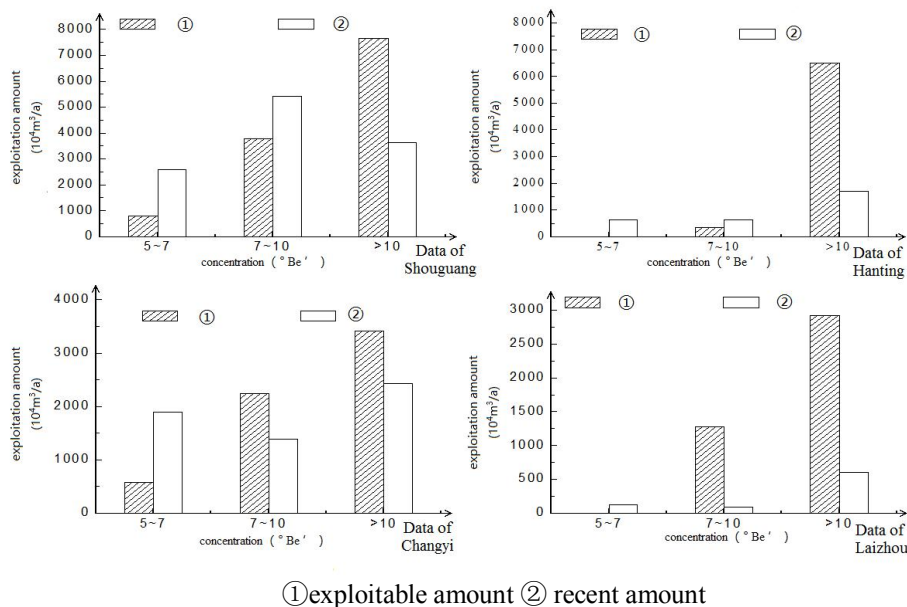 ① ②
exploitation amount
(10⁴m³/a)
8000
7000
6000
5000
4000
3000
2000
1000
0
5~7 7~10 >10
concentration ( °Be′ )
Data of
Shouguang
① ②
exploitation amount
(10⁴m³/a)
8000
7000
6000
5000
4000
3000
2000
1000
0
5~7 7~10 >10
concentration ( °Be′ )
Data of
Hanting
① ②
exploitation amount
(10⁴m³/a)
4000
3000
2000
1000
0
5~7 7~10 >10
concentration ( °Be′ )
Data of
Changyi
① ②
exploitation amount
(10⁴m³/a)
3000
2500
2000
1500
1000
500
0
5~7 7~10 >10
concentration ( °Be′ )
Data of
Laizhou
①exploitable amount ② recent amount